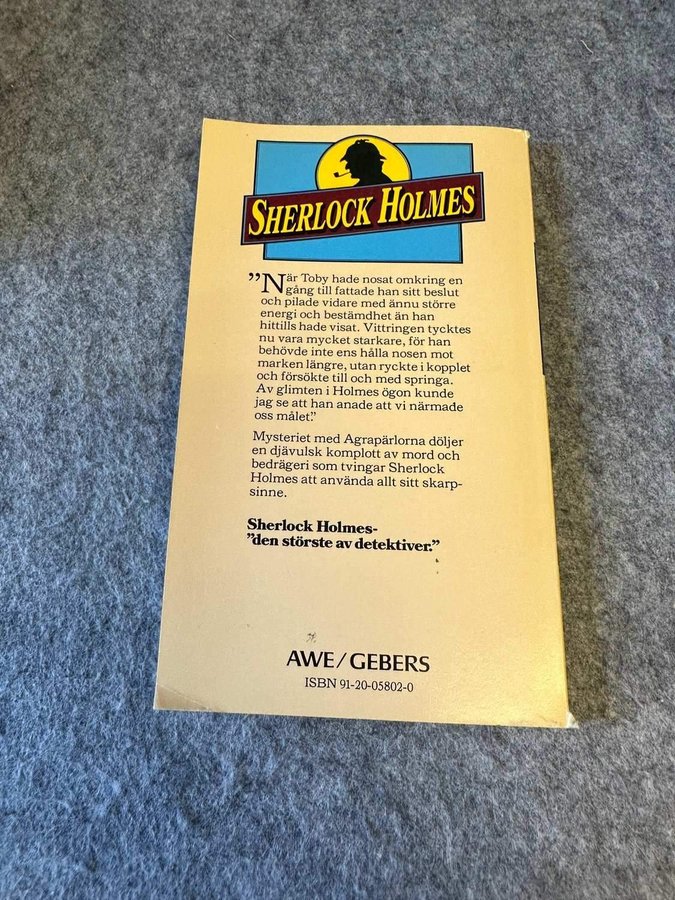 SHERLOCK HOLMES
”När Toby hade nosat omkring en
gång till fattade han sitt beslut
och pilade vidare med ännu större
energi och bestämdhet än han
hittills hade visat. Vittringen tycktes
nu vara mycket starkare, för han
behövde inte ens hålla nosen mot
marken längre, utan ryckte i kopplet
och försökte till och med springa.
Av glimten i Holmes ögon kunde
jag se att han anade att vi närmade
oss målet.”
Mysteriet med Agrapärlorna döljer
en djävulsk komplott av mord och
bedrägeri som tvingar Sherlock
Holmes att använda allt sitt skarp-
sinne.
Sherlock Holmes-
”den störste av detektiver.”
AWE/GEBERS
ISBN 91-20-05802-0